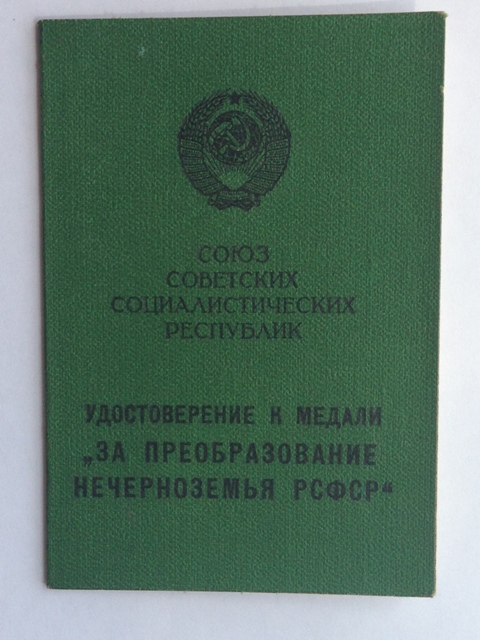 СОЮЗ
СОВЕТСКИХ
СОЦИАЛИСТИЧЕСКИХ
РЕСПУБЛИК
УДОСТОВЕРЕНИЕ К МЕДАЛИ
„ЗА ПРЕОБРАЗОВАНИЕ
НЕЧЕРНОЗЕМЬЯ РСФСР“